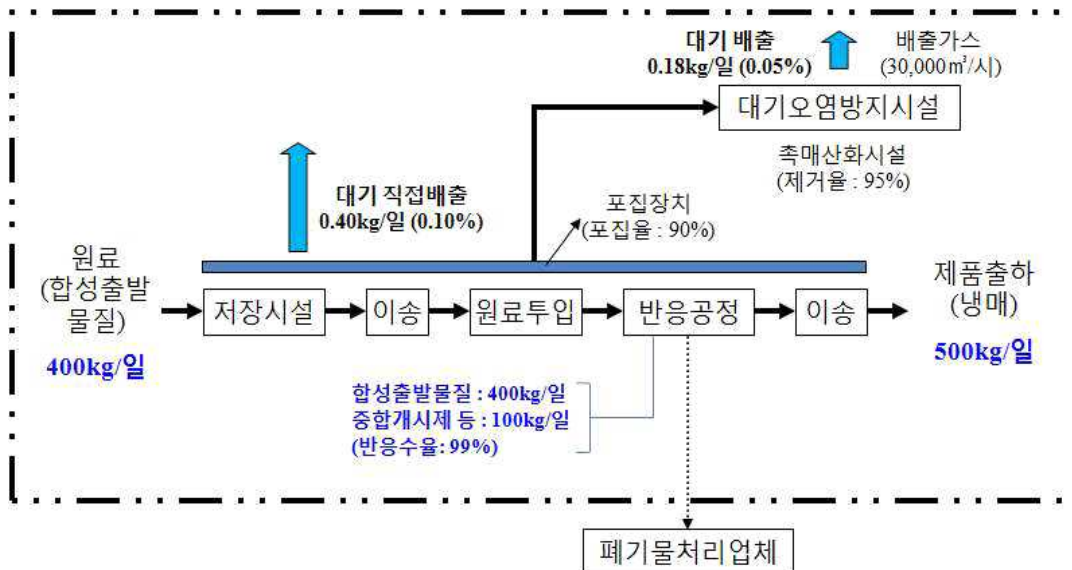 대기 배출
0.18kg/일 (0.05%)
배출가스
(30,000㎥/시)
대기오염방지시설
촉매산화시설
(제거율 : 95%)
대기 직접배출
0.40kg/일 (0.10%)
포집장치
(포집율 : 90%)
원료
(합성출발
물질)
400kg/일
저장시설
이송
원료투입
반응공정
이송
제품출하
(냉매)
500kg/일
합성출발물질 : 400kg/일
중합개시제 등 : 100kg/일
(반응수율: 99%)
폐기물처리업체